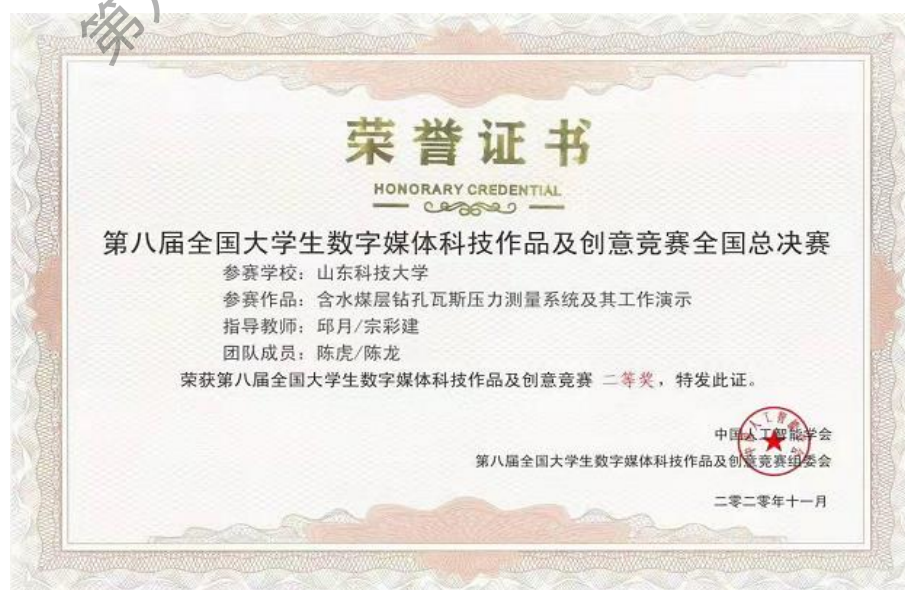 第
荣誉证书
HONORARY CREDENTIAL
第八届全国大学生数字媒体科技作品及创意竞赛全国总决赛
参赛学校：山东科技大学
参赛作品：含水煤层钻孔瓦斯压力测量系统及其工作演示
指导教师：邱月/宗彩建
团队成员：陈虎/陈龙
荣获第八届全国大学生数字媒体科技作品及创意竞赛 二等奖，特发此证。
中国人工智能学会
第八届全国大学生数字媒体科技作品及创意竞赛组委会
二零二零年十一月